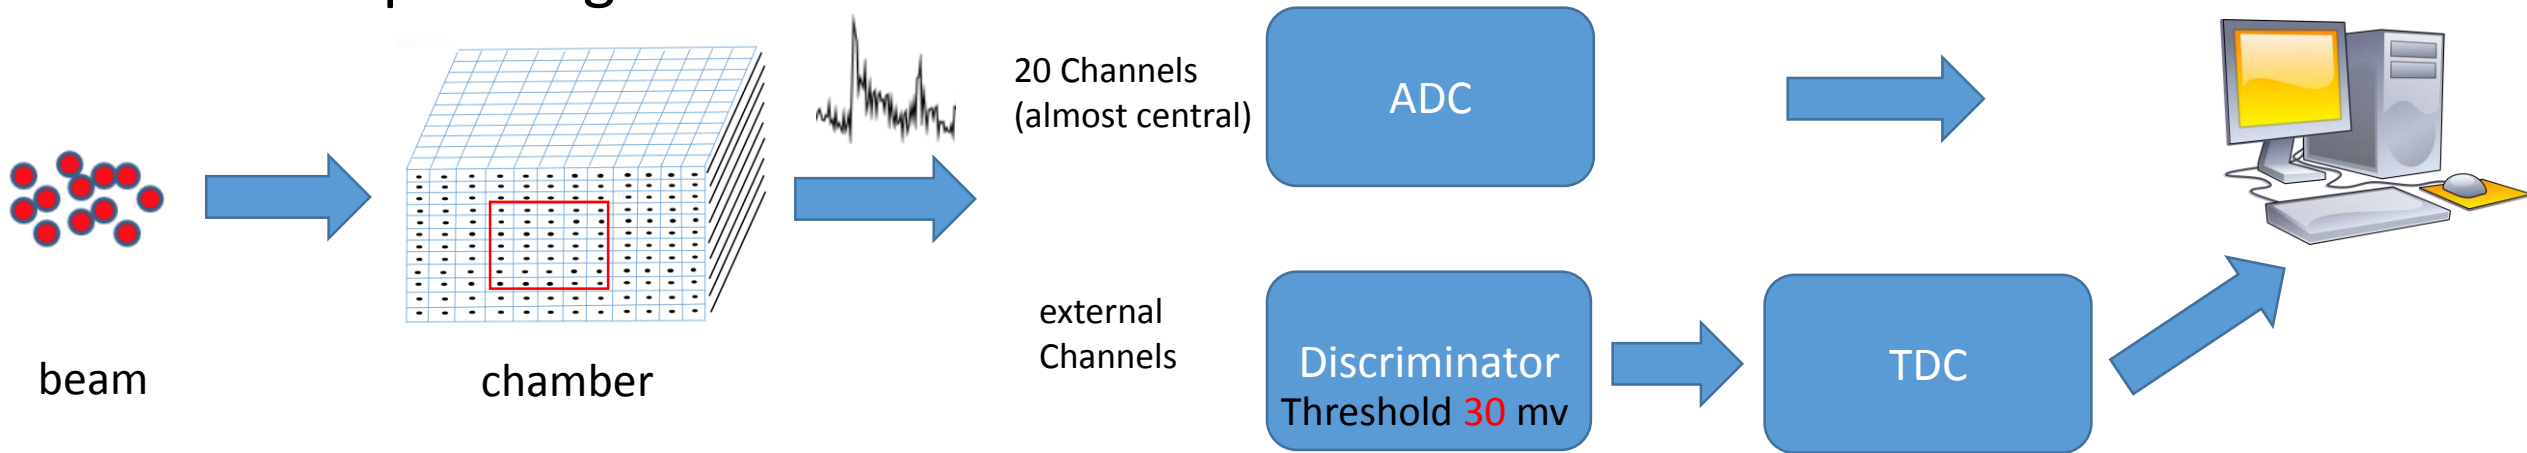 20 Channels
(almost central)
ADC
external
Channels
Discriminator
Threshold 30 mv
TDC
beam
chamber